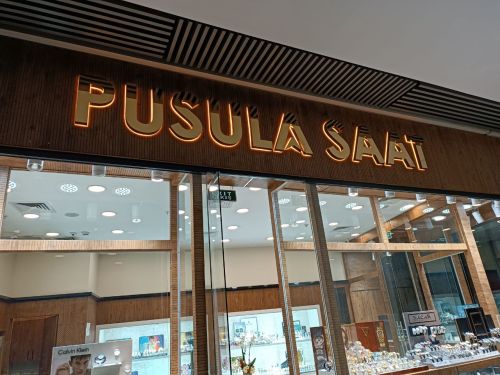 PUSULA SAAT
EXIT
Calvin Klein